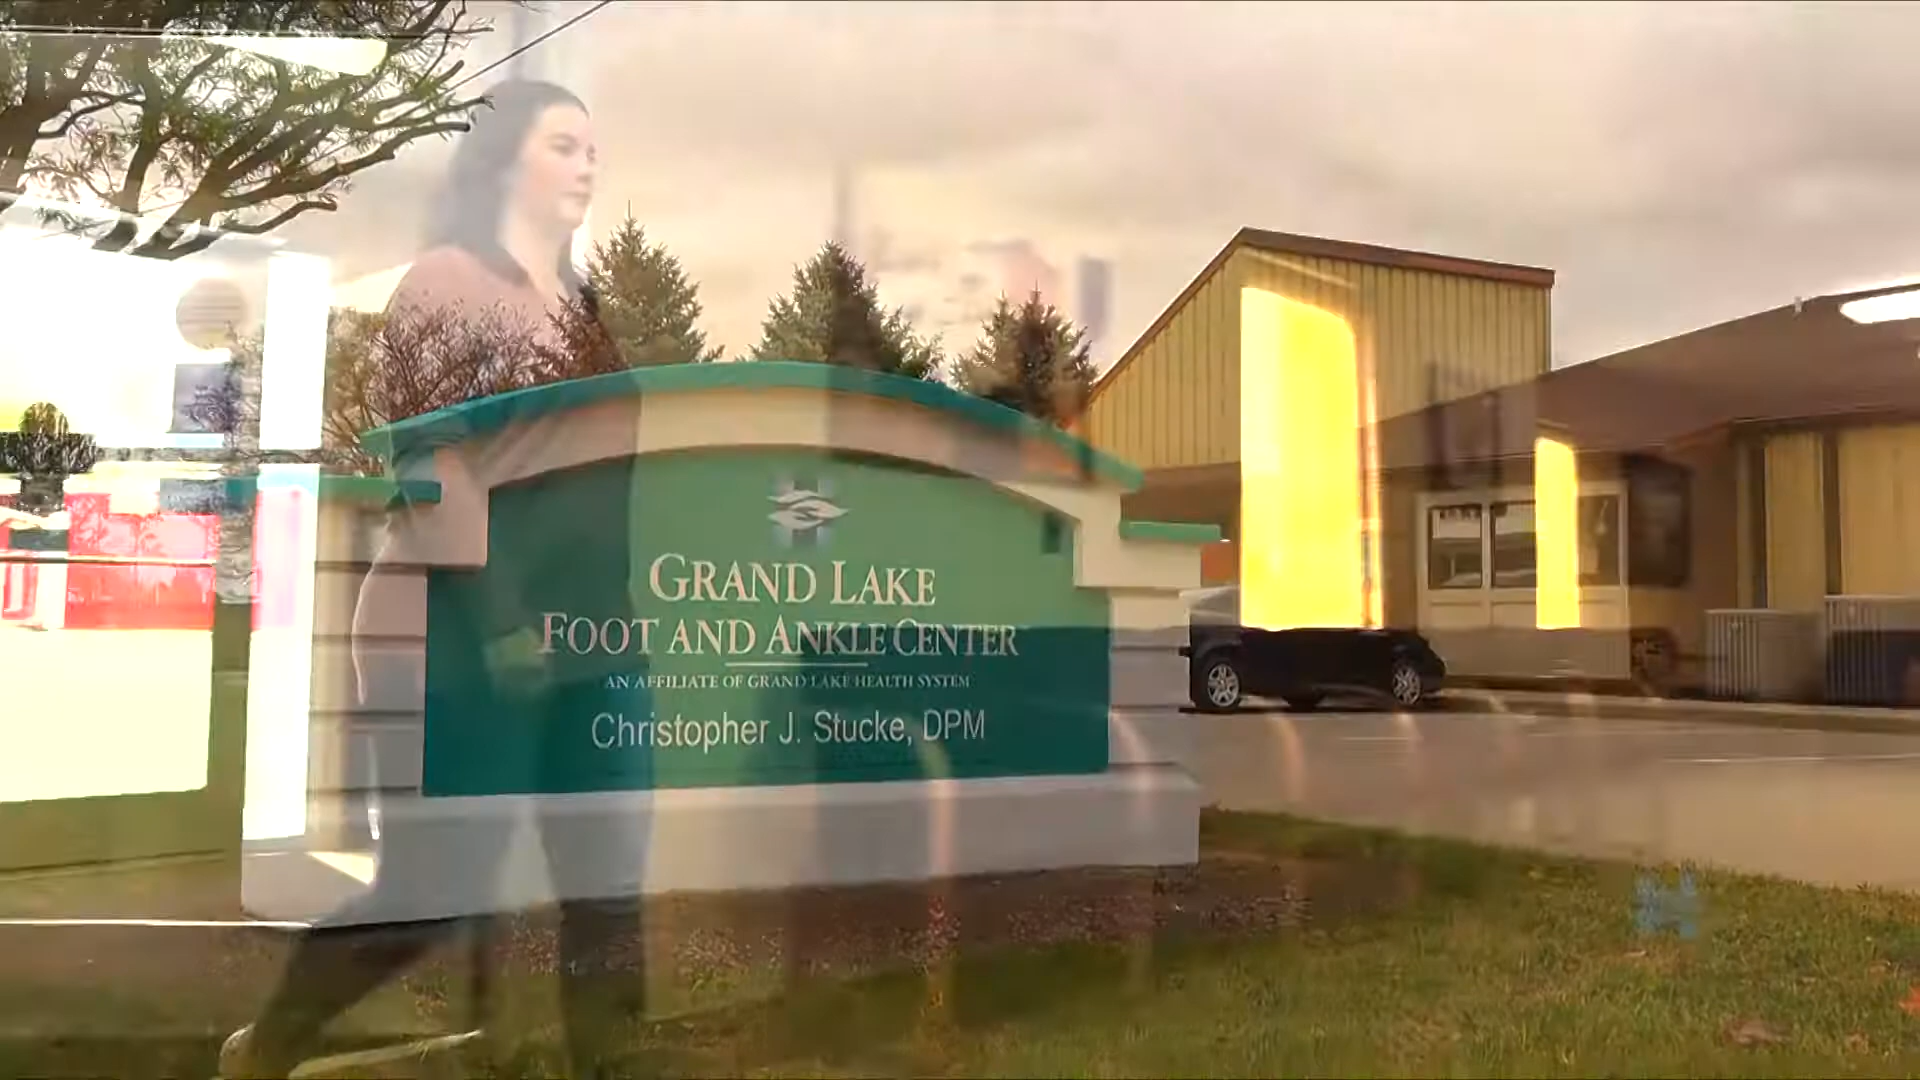 GRAND LAKE
FOOT AND ANKLE CENTER
AN AFFILIATE OF GRAND LAKE HEALTH SYSTEM
Christopher J. Stucke, DPM